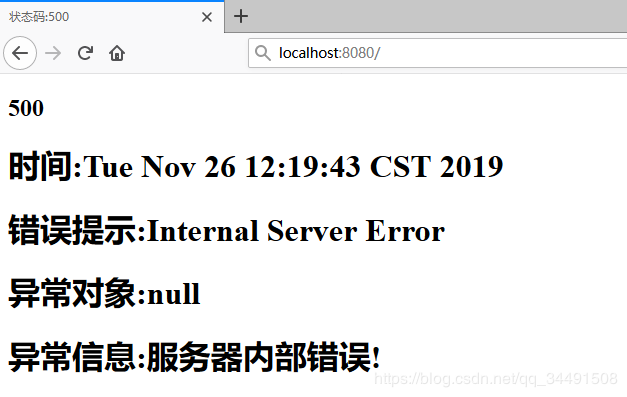 状态码:500
localhost:8080/
500
时间:Tue Nov 26 12:19:43 CST 2019
错误提示:Internal Server Error
异常对象:null
异常信息:服务器内部错误!
https://blog.csdn.net/qq_34491508